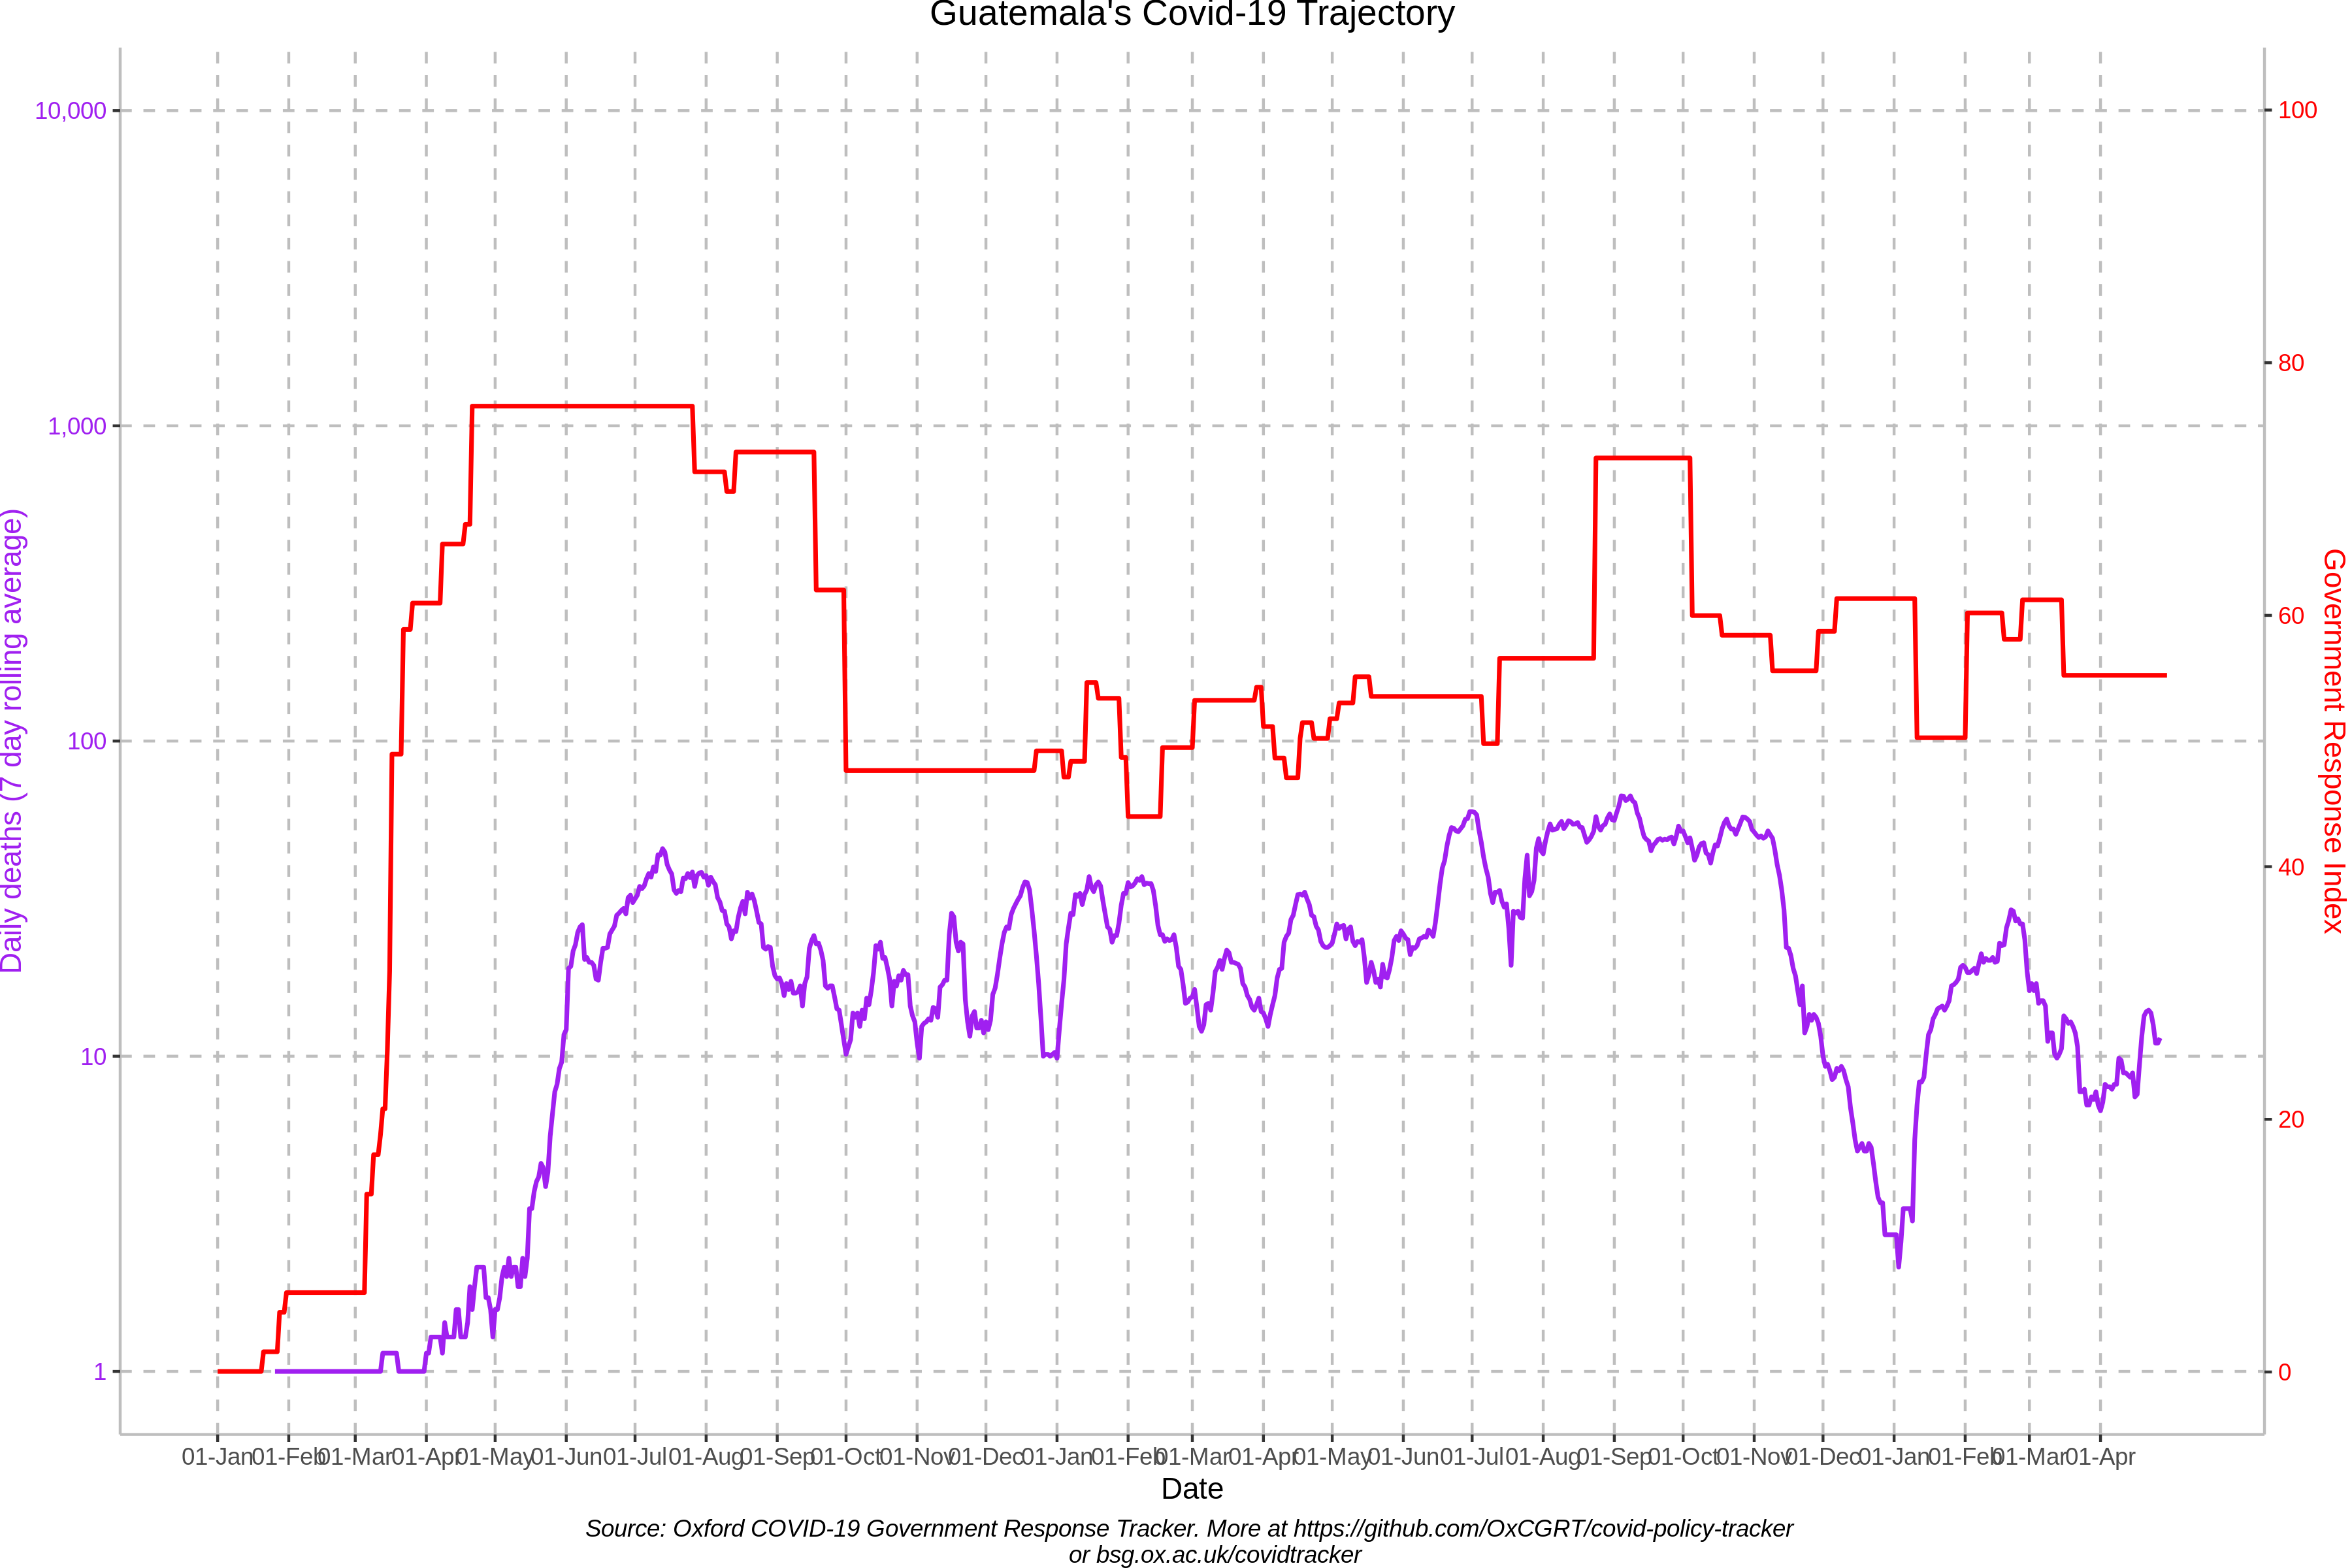 Guatemala's Covid-19 Trajectory
10,000
1,000
100
10
1
Daily deaths (7 day rolling average)
100
80
60
40
20
0
Government Response Index
01-Jan 01-Feb 01-Mar 01-Apr 01-May 01-Jun 01-Jul 01-Aug 01-Sep 01-Oct 01-Nov 01-Dec 01-Jan 01-Feb 01-Mar 01-Apr 01-May 01-Jun 01-Jul 01-Aug 01-Sep 01-Oct 01-Nov 01-Dec 01-Jan 01-Feb 01-Mar 01-Apr
Date
Source: Oxford COVID-19 Government Response Tracker. More at https://github.com/OxCGRT/covid-policy-tracker
or bsg.ox.ac.uk/covidtracker